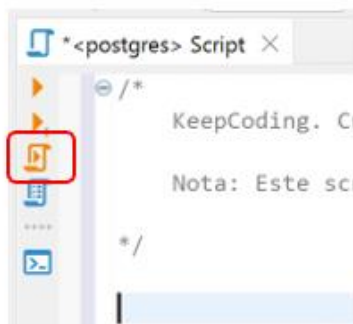 *<postgres> Script
/*
KeepCoding. C
Nota: Este scr
*/